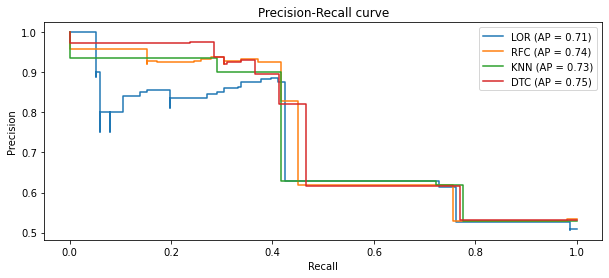 Precision-Recall curve
LOR (AP = 0.71)
RFC (AP = 0.74)
KNN (AP = 0.73)
DTC (AP = 0.75)
Precision
1.0
0.9
0.8
0.7
0.6
0.5
0.0 0.2 0.4 0.6 0.8 1.0
Recall